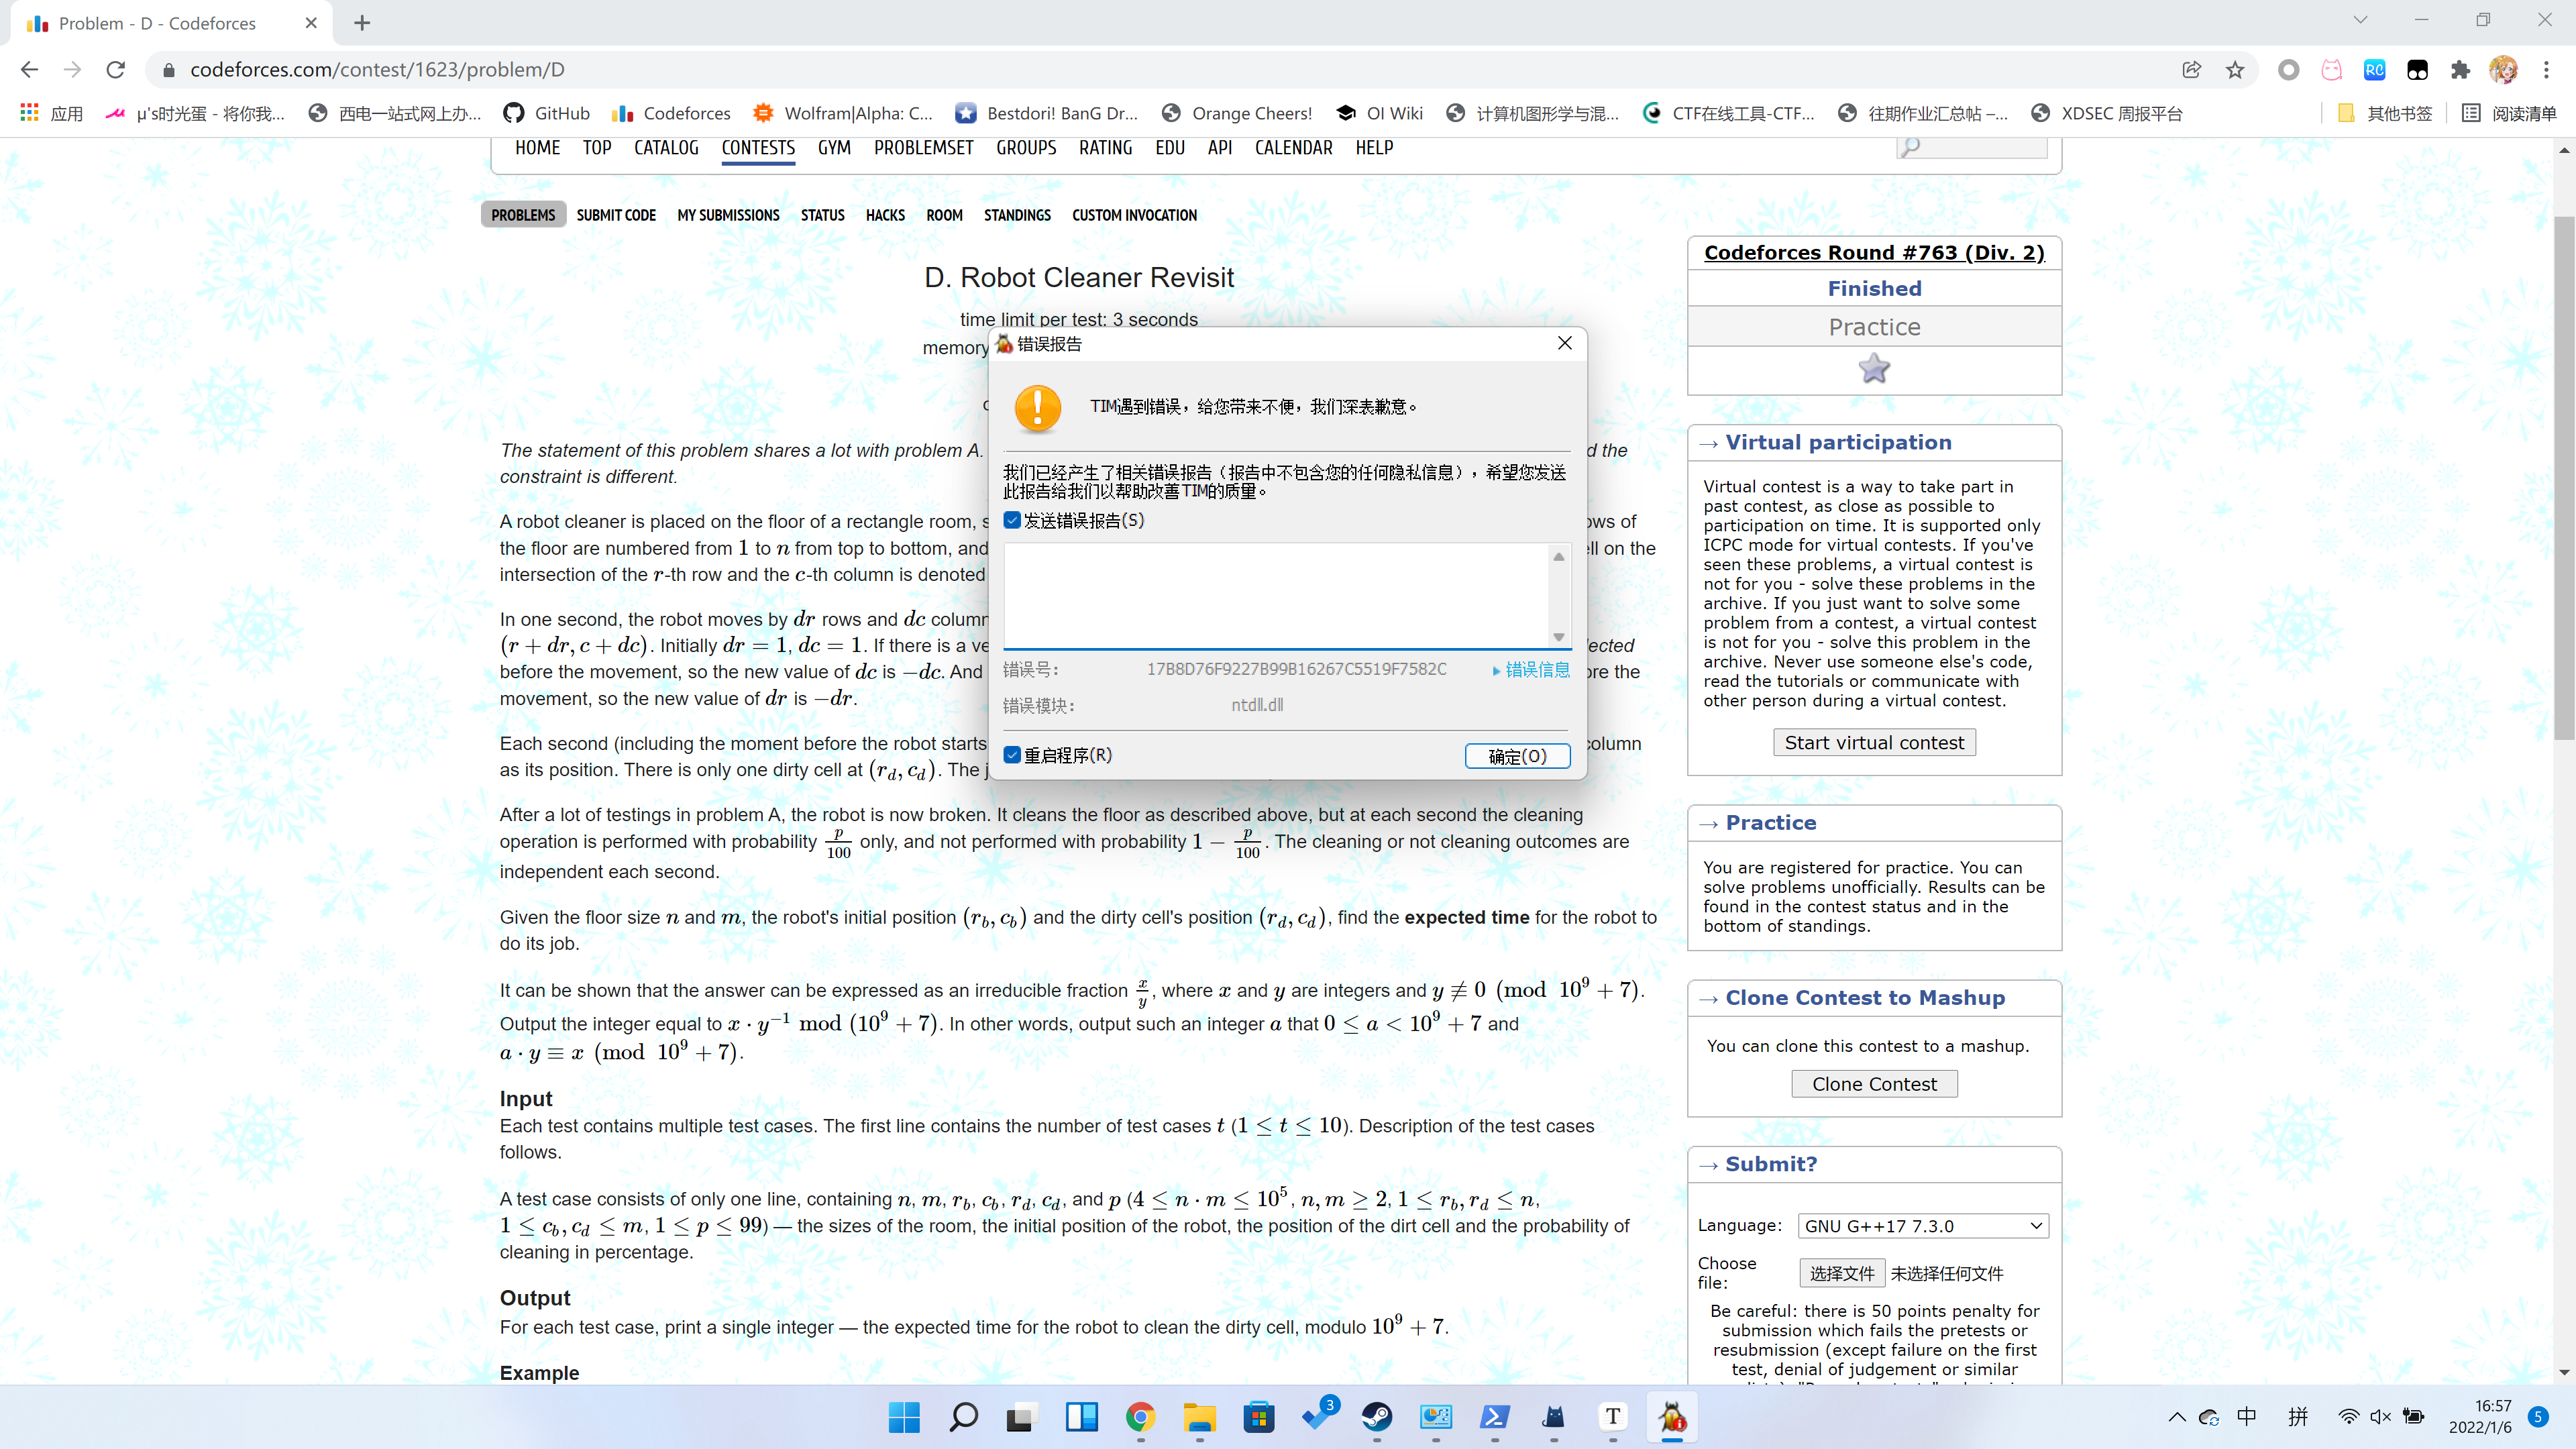 Problem - D - Codeforces
codeforces.com/contest/1623/problem/D
应用 μ's时光蛋 - 将你我... 西电一站式网上办... GitHub Codeforces Wolfram|Alpha: C... Bestdori! BanG Dr... Orange Cheers! OI Wiki 计算机图形学与混... CTF在线工具-CTF... 往期作业汇总帖 –... XDSEC 周报平台 其他书签 阅读清单
HOME TOP CATALOG CONTESTS GYM PROBLEMSET GROUPS RATING EDU API CALENDAR HELP
PROBLEMS SUBMIT CODE MY SUBMISSIONS STATUS HACKS ROOM STANDINGS CUSTOM INVOCATION
D. Robot Cleaner Revisit
time limit per test: 3 seconds
memory
The statement of this problem shares a lot with problem A. d the
constraint is different.
A robot cleaner is placed on the floor of a rectangle room, s ows of
the floor are numbered from 1 to n from top to bottom, and ll on the
intersection of the r-th row and the c-th column is denoted
In one second, the robot moves by dr rows and dc column
(r + dr, c + dc). Initially dr = 1, dc = 1. If there is a ve lected
before the movement, so the new value of dc is −dc. And ore the
movement, so the new value of dr is −dr.
Each second (including the moment before the robot starts column
as its position. There is only one dirty cell at (r_d, c_d). The j
After a lot of testings in problem A, the robot is now broken. It cleans the floor as described above, but at each second the cleaning
operation is performed with probability p/100 only, and not performed with probability 1 − p/100. The cleaning or not cleaning outcomes are
independent each second.
Given the floor size n and m, the robot's initial position (r_b, c_b) and the dirty cell's position (r_d, c_d), find the expected time for the robot to
do its job.
It can be shown that the answer can be expressed as an irreducible fraction x/y, where x and y are integers and y ≢ 0 (mod 10^9 + 7).
Output the integer equal to x · y^−1 mod (10^9 + 7). In other words, output such an integer a that 0 ≤ a < 10^9 + 7 and
a · y ≡ x (mod 10^9 + 7).
Input
Each test contains multiple test cases. The first line contains the number of test cases t (1 ≤ t ≤ 10). Description of the test cases
follows.
A test case consists of only one line, containing n, m, r_b, c_b, r_d, c_d, and p (4 ≤ n · m ≤ 10^5, n, m ≥ 2, 1 ≤ r_b, r_d ≤ n,
1 ≤ c_b, c_d ≤ m, 1 ≤ p ≤ 99) — the sizes of the room, the initial position of the robot, the position of the dirt cell and the probability of
cleaning in percentage.
Output
For each test case, print a single integer — the expected time for the robot to clean the dirty cell, modulo 10^9 + 7.
Example
错误报告
TIM遇到错误，给您带来不便，我们深表歉意。
我们已经产生了相关错误报告（报告中不包含您的任何隐私信息），希望您发送
此报告给我们以帮助改善TIM的质量。
发送错误报告(S)
错误号： 17B8D76F9227B99B16267C5519F7582C 错误信息
错误模块： ntdll.dll
重启程序(R) 确定(O)
Codeforces Round #763 (Div. 2)
Finished
Practice
→ Virtual participation
Virtual contest is a way to take part in
past contest, as close as possible to
participation on time. It is supported only
ICPC mode for virtual contests. If you've
seen these problems, a virtual contest is
not for you - solve these problems in the
archive. If you just want to solve some
problem from a contest, a virtual contest
is not for you - solve this problem in the
archive. Never use someone else's code,
read the tutorials or communicate with
other person during a virtual contest.
Start virtual contest
→ Practice
You are registered for practice. You can
solve problems unofficially. Results can be
found in the contest status and in the
bottom of standings.
→ Clone Contest to Mashup
You can clone this contest to a mashup.
Clone Contest
→ Submit?
Language: GNU G++17 7.3.0
Choose
file: 选择文件 未选择任何文件
Be careful: there is 50 points penalty for
submission which fails the pretests or
resubmission (except failure on the first
test, denial of judgement or similar
3 中 拼 16:57
2022/1/6 5